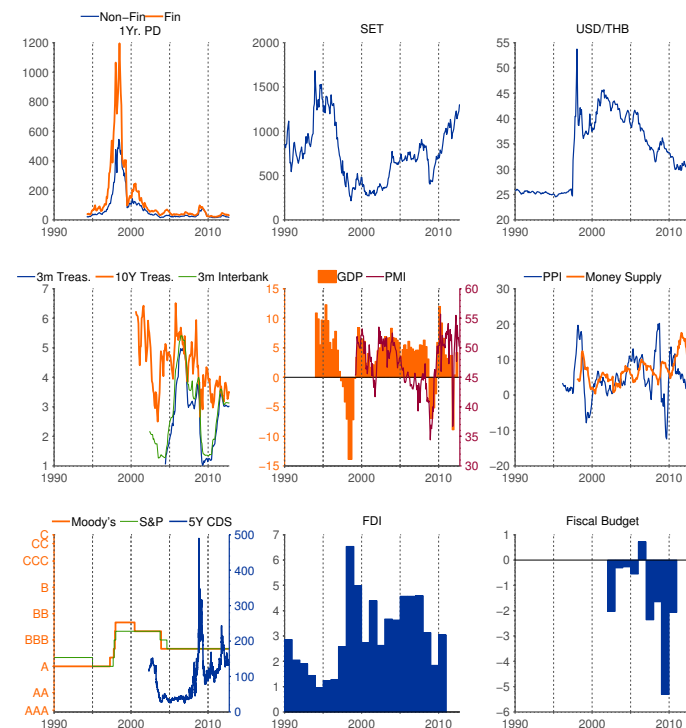 Non−Fin Fin
1Yr. PD
SET
USD/THB
1200
1000
800
600
400
200
0
1990 2000 2010
2000
1500
1000
500
0
1990 2000 2010
55
50
45
40
35
30
25
20
1990 2000 2010
3m Treas. 10Y Treas. 3m Interbank
GDP PMI
PPI Money Supply
7
6
5
4
3
2
1
1990 2000 2010
15
10
5
0
−5
−10
−15
60
55
50
45
40
35
30
1990 2000 2010
30
20
10
0
−10
−20
1990 2000 2010
Moody's S&P 5Y CDS
FDI
Fiscal Budget
C
CC
CCC
B
BB
BBB
A
AA
AAA
500
400
300
200
100
0
1990 2000 2010
7
6
5
4
3
2
1
0
1990 2000 2010
1
0
−1
−2
−3
−4
−5
−6
1990 2000 2010